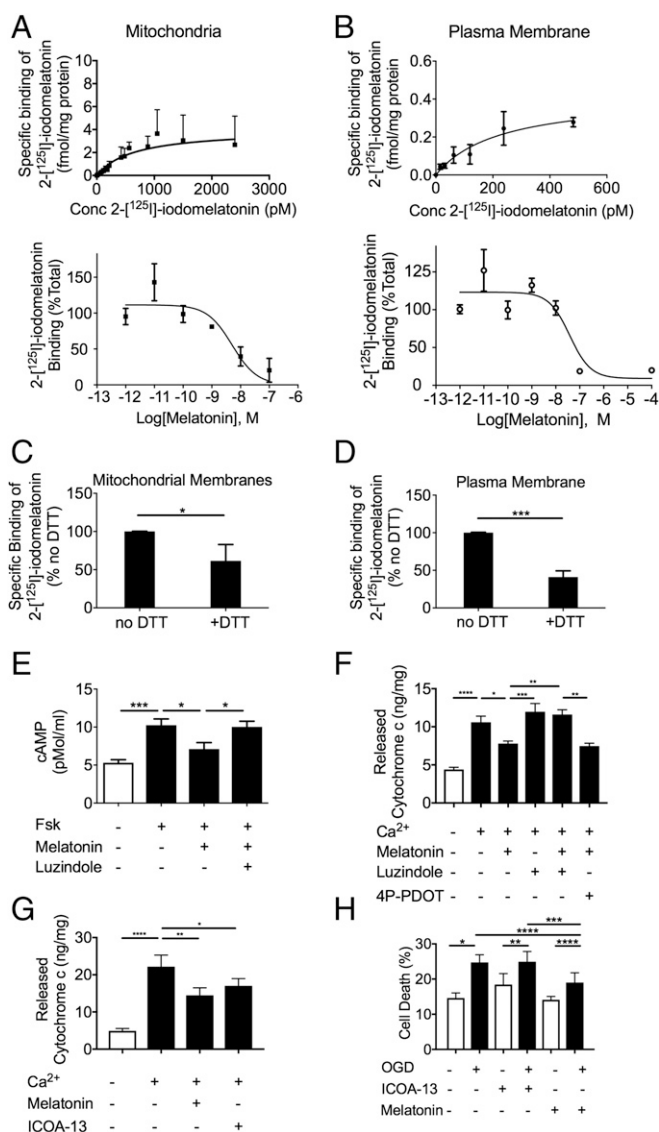 A
Mitochondria
Specific binding of
2-[125I]-iodomelatonin
(fmol/mg protein)
10
8
6
4
2
0
0 1000 2000 3000
Conc 2-[125I]-iodomelatonin (pM)
2-[125I]-iodomelatonin
Binding (%Total)
150
100
50
0
-13 -12 -11 -10 -9 -8 -7 -6
Log[Melatonin], M
B
Plasma Membrane
Specific binding of
2-[125I]-iodomelatonin
(fmol/mg protein)
0.6
0.4
0.2
0.0
0 200 400 600
Conc 2-[125I]-iodomelatonin (pM)
2-[125I]-iodomelatonin
Binding (%Total)
125
100
50
0
-13-12 -11 -10 -9 -8 -7 -6 -5 -4
Log[Melatonin], M
C
Mitochondrial Membranes
Specific Binding of
2-[125I]-iodomelatonin
(% no DTT)
150
100
50
0
*
no DTT +DTT
D
Plasma Membrane
Specific Binding of
2-[125I]-iodomelatonin
(% no DTT)
150
100
50
0
***
no DTT +DTT
E
cAMP
(pMol/ml)
15
10
5
0
*** * *
Fsk - + + +
Melatonin - - + +
Luzindole - - - +
F
Released
Cytochrome c (ng/mg)
15
10
5
0
**
**** * *** **
Ca2+ - + + + + +
Melatonin - - + - + +
Luzindole - - - + + -
4P-PDOT - - - - - +
G
Released
Cytochrome c (ng/mg)
30
20
10
0
*
**** **
Ca2+ - + + +
Melatonin - - + -
ICOA-13 - - - +
H
Cell Death (%)
30
20
10
0
***
****
* ** ****
OGD - + - + - +
ICOA-13 - - + + - -
Melatonin - - - - + +